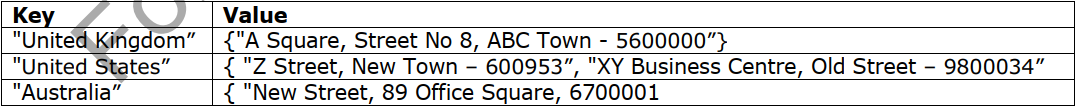 Key Value
"United Kingdom” {"A Square, Street No 8, ABC Town - 5600000”}
"United States” { "Z Street, New Town – 600953”, "XY Business Centre, Old Street – 9800034”
"Australia” { "New Street, 89 Office Square, 6700001